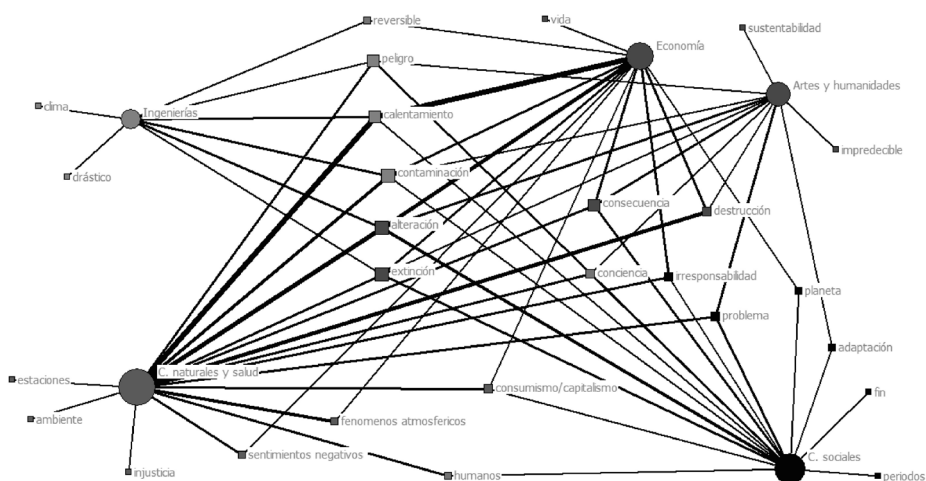 reversible
vida
sustentabilidad
Economía
peligro
Artes y humanidades
clima
Ingenierías
calentamiento
impredecible
drástico
contaminación
consecuencia
destrucción
alteración
extinción
conciencia
irresponsabilidad
planeta
problema
adaptación
estaciones
C. naturales y salud
consumismo/capitalismo
fin
ambiente
fenomenos atmosfericos
sentimientos negativos
C. sociales
injusticia
humanos
periodos